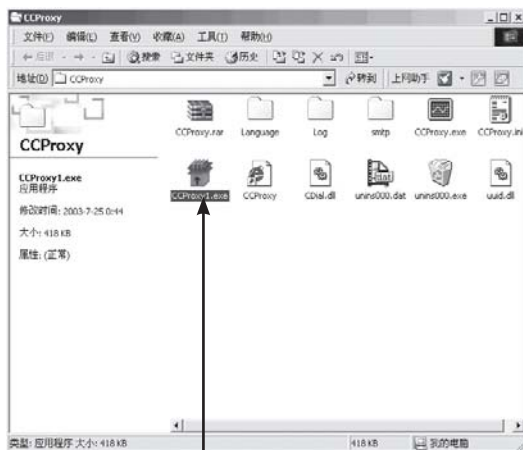 CCProxy
文件(F) 编辑(E) 查看(V) 收藏(A) 工具(T) 帮助(H)
后退 搜索 文件夹 历史
地址(D) CCProxy 转到 上网助手
CCProxy
CCProxy1.exe
应用程序
修改时间: 2003-7-25 0:44
大小: 418 KB
属性: (正常)
CCProxy.rar Language Log smtp CCProxy.exe CCProxy.ini
CCProxy1.exe CCProxy CDial.dl unins000.dat unins000.exe uuid.dl
类型: 应用程序 大小: 418 KB 418 KB 我的电脑